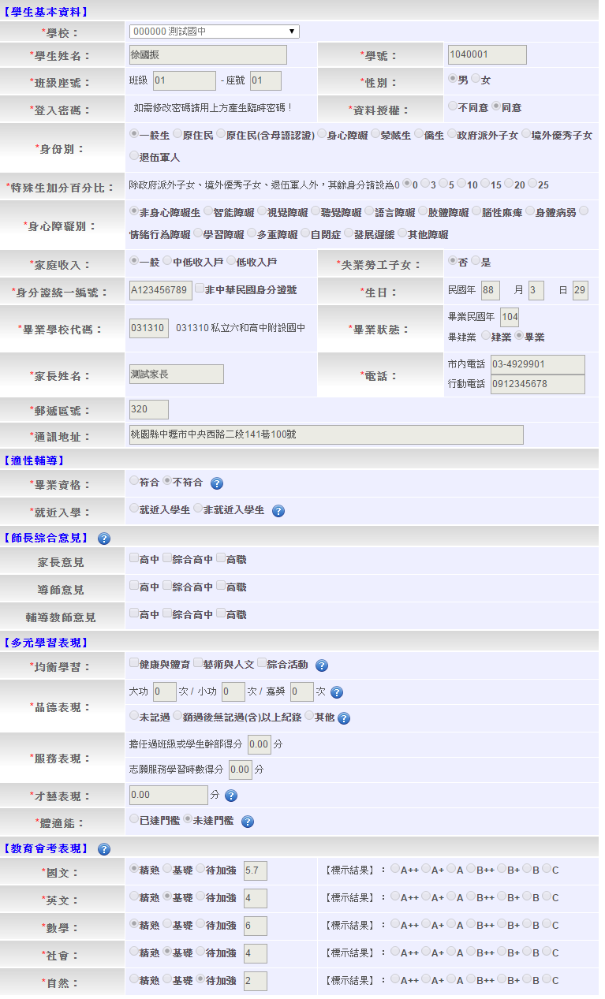 【學生基本資料】
*學校： 000000 測試國中
*學生姓名： 徐國振 *學號： 1040001
*班級座號： 班級 01 - 座號 01 *性別： 男 女
*登入密碼： 如需修改密碼請用上方產生臨時密碼！ *資料授權： 不同意 同意
*身份別： 一般生 原住民 原住民(含母語認證) 身心障礙 蒙藏生 僑生 政府派外子女 境外優秀子女
退伍軍人
*特殊生加分百分比： 除政府派外子女、境外優秀子女、退伍軍人外，其餘身分請設為0 0 3 5 10 15 20 25
*身心障礙別： 非身心障礙生 智能障礙 視覺障礙 聽覺障礙 語言障礙 肢體障礙 腦性麻痺 身體病弱
情緒行為障礙 學習障礙 多重障礙 自閉症 發展遲緩 其他障礙
*家庭收入： 一般 中低收入戶 低收入戶 *失業勞工子女： 否 是
*身分證統一編號： A123456789 非中華民國身分證號 *生日： 民國年 88 月 3 日 29
*畢業學校代碼： 031310 031310 私立六和高中附設國中 *畢業狀態： 畢業民國年 104
畢肄業 肄業 畢業
*家長姓名： 測試家長 *電話： 市內電話 03-4929901
行動電話 0912345678
*郵遞區號： 320
*通訊地址： 桃園縣中壢市中央西路二段141巷100號
【適性輔導】
*畢業資格： 符合 不符合 ?
*就近入學： 就近入學生 非就近入學生 ?
【師長綜合意見】 ?
家長意見 高中 綜合高中 高職
導師意見 高中 綜合高中 高職
輔導教師意見 高中 綜合高中 高職
【多元學習表現】
*均衡學習： 健康與體育 藝術與人文 綜合活動 ?
*品德表現： 大功 0 次 / 小功 0 次 / 嘉獎 0 次 ?
未記過 銷過後無記過(含)以上紀錄 其他 ?
*服務表現： 擔任過班級或學生幹部得分 0.00 分
志願服務學習時數得分 0.00 分
*才藝表現： 0.00 分 ?
*體適能： 已達門檻 未達門檻 ?
【教育會考表現】 ?
*國文： 精熟 基礎 待加強 5.7 【標示結果】： A++ A+ A B++ B+ B C
*英文： 精熟 基礎 待加強 4 【標示結果】： A++ A+ A B++ B+ B C
*數學： 精熟 基礎 待加強 6 【標示結果】： A++ A+ A B++ B+ B C
*社會： 精熟 基礎 待加強 4 【標示結果】： A++ A+ A B++ B+ B C
*自然： 精熟 基礎 待加強 2 【標示結果】： A++ A+ A B++ B+ B C